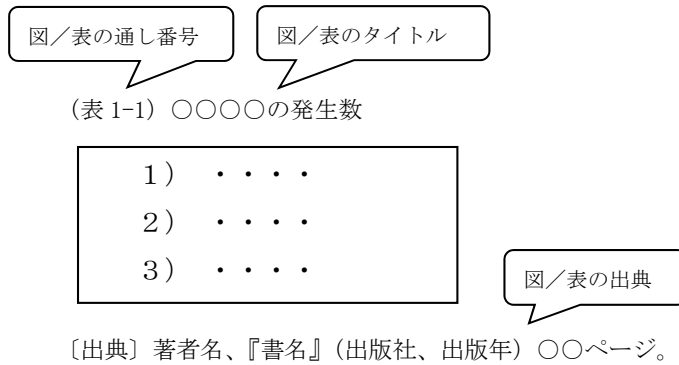 図／表の通し番号
図／表のタイトル
（表 1-1）○○○○の発生数
１） ・・・・
２） ・・・・
３） ・・・・
図／表の出典
〔出典〕著者名、『書名』（出版社、出版年）○○ページ。